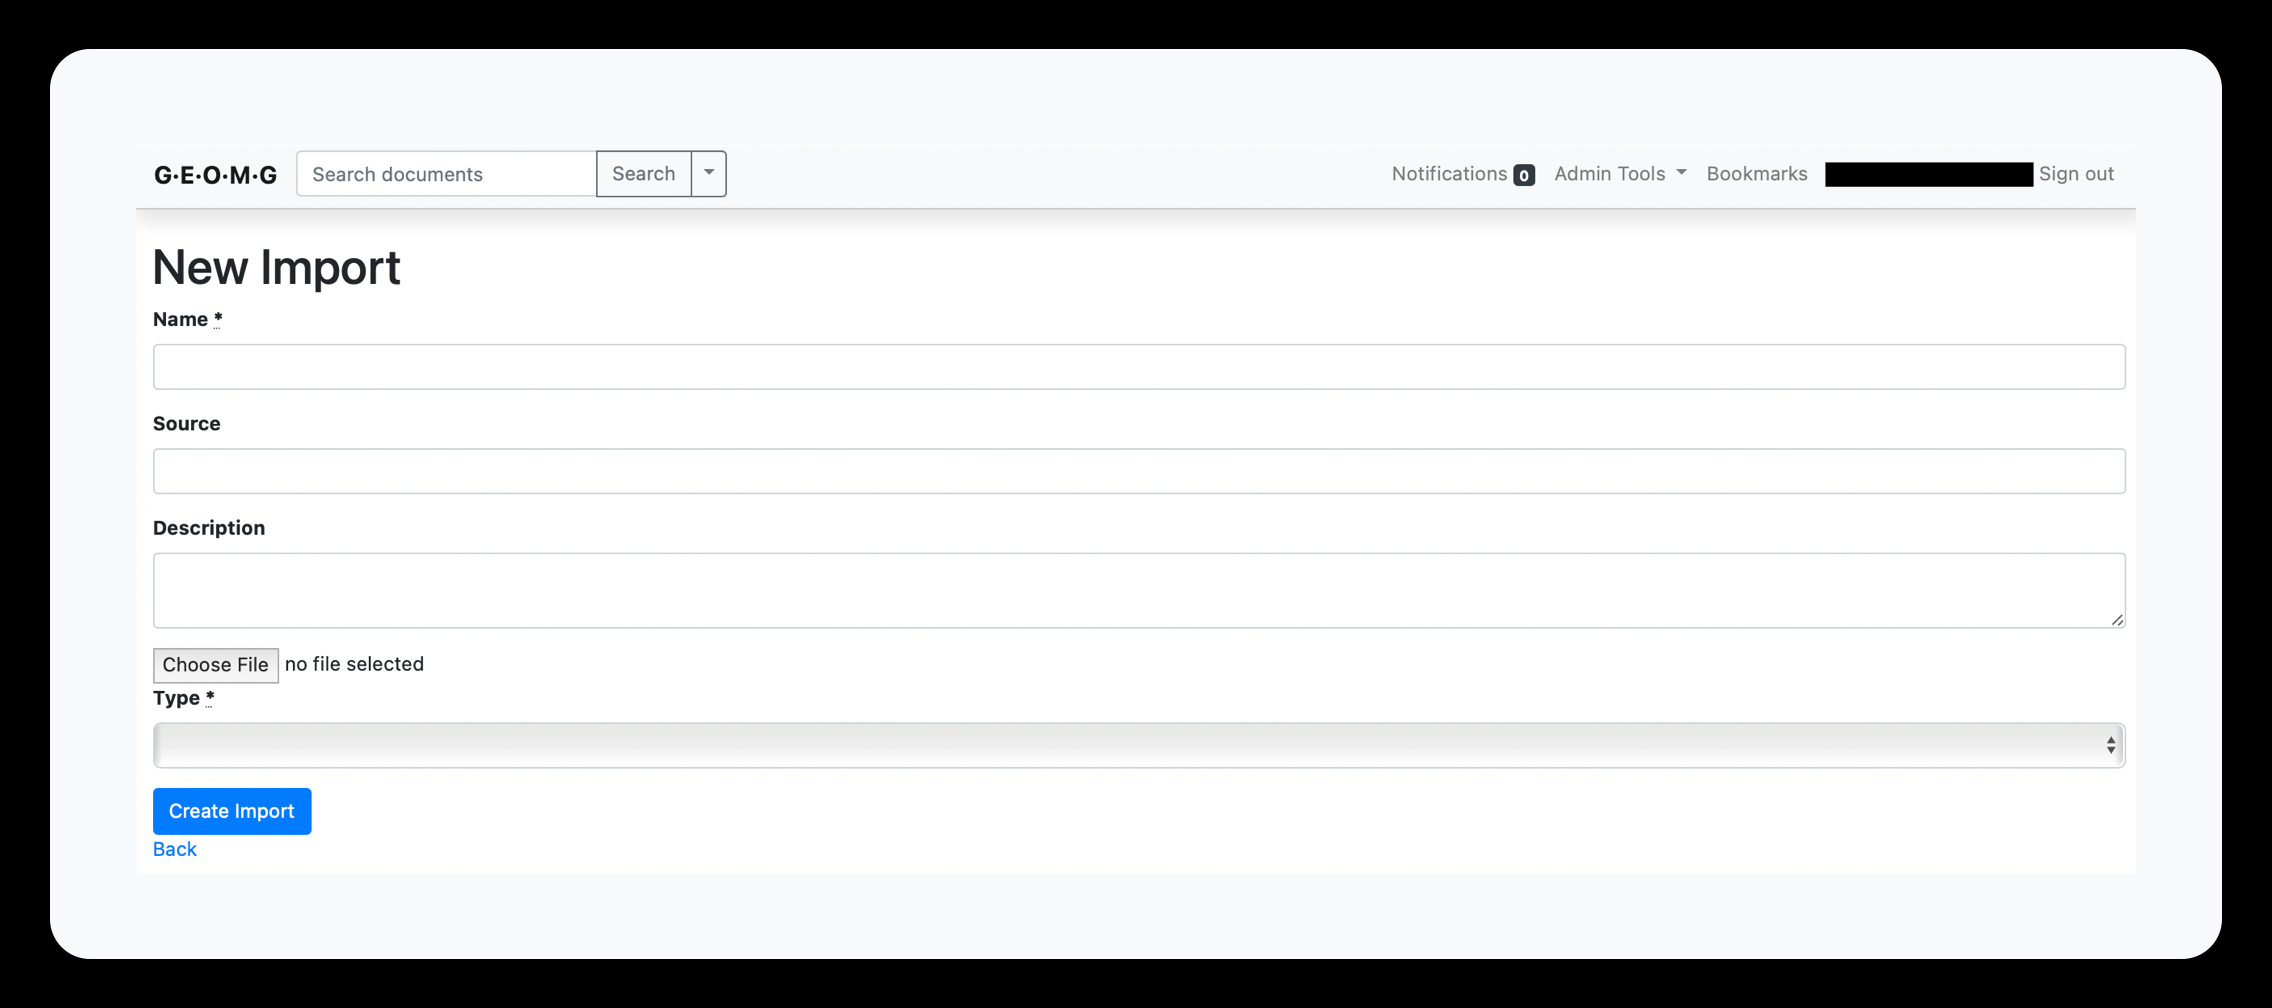 G·E·O·M·G Search documents Search Notifications 0 Admin Tools Bookmarks Sign out
New Import
Name *
Source
Description
Choose File no file selected
Type *
Create Import
Back